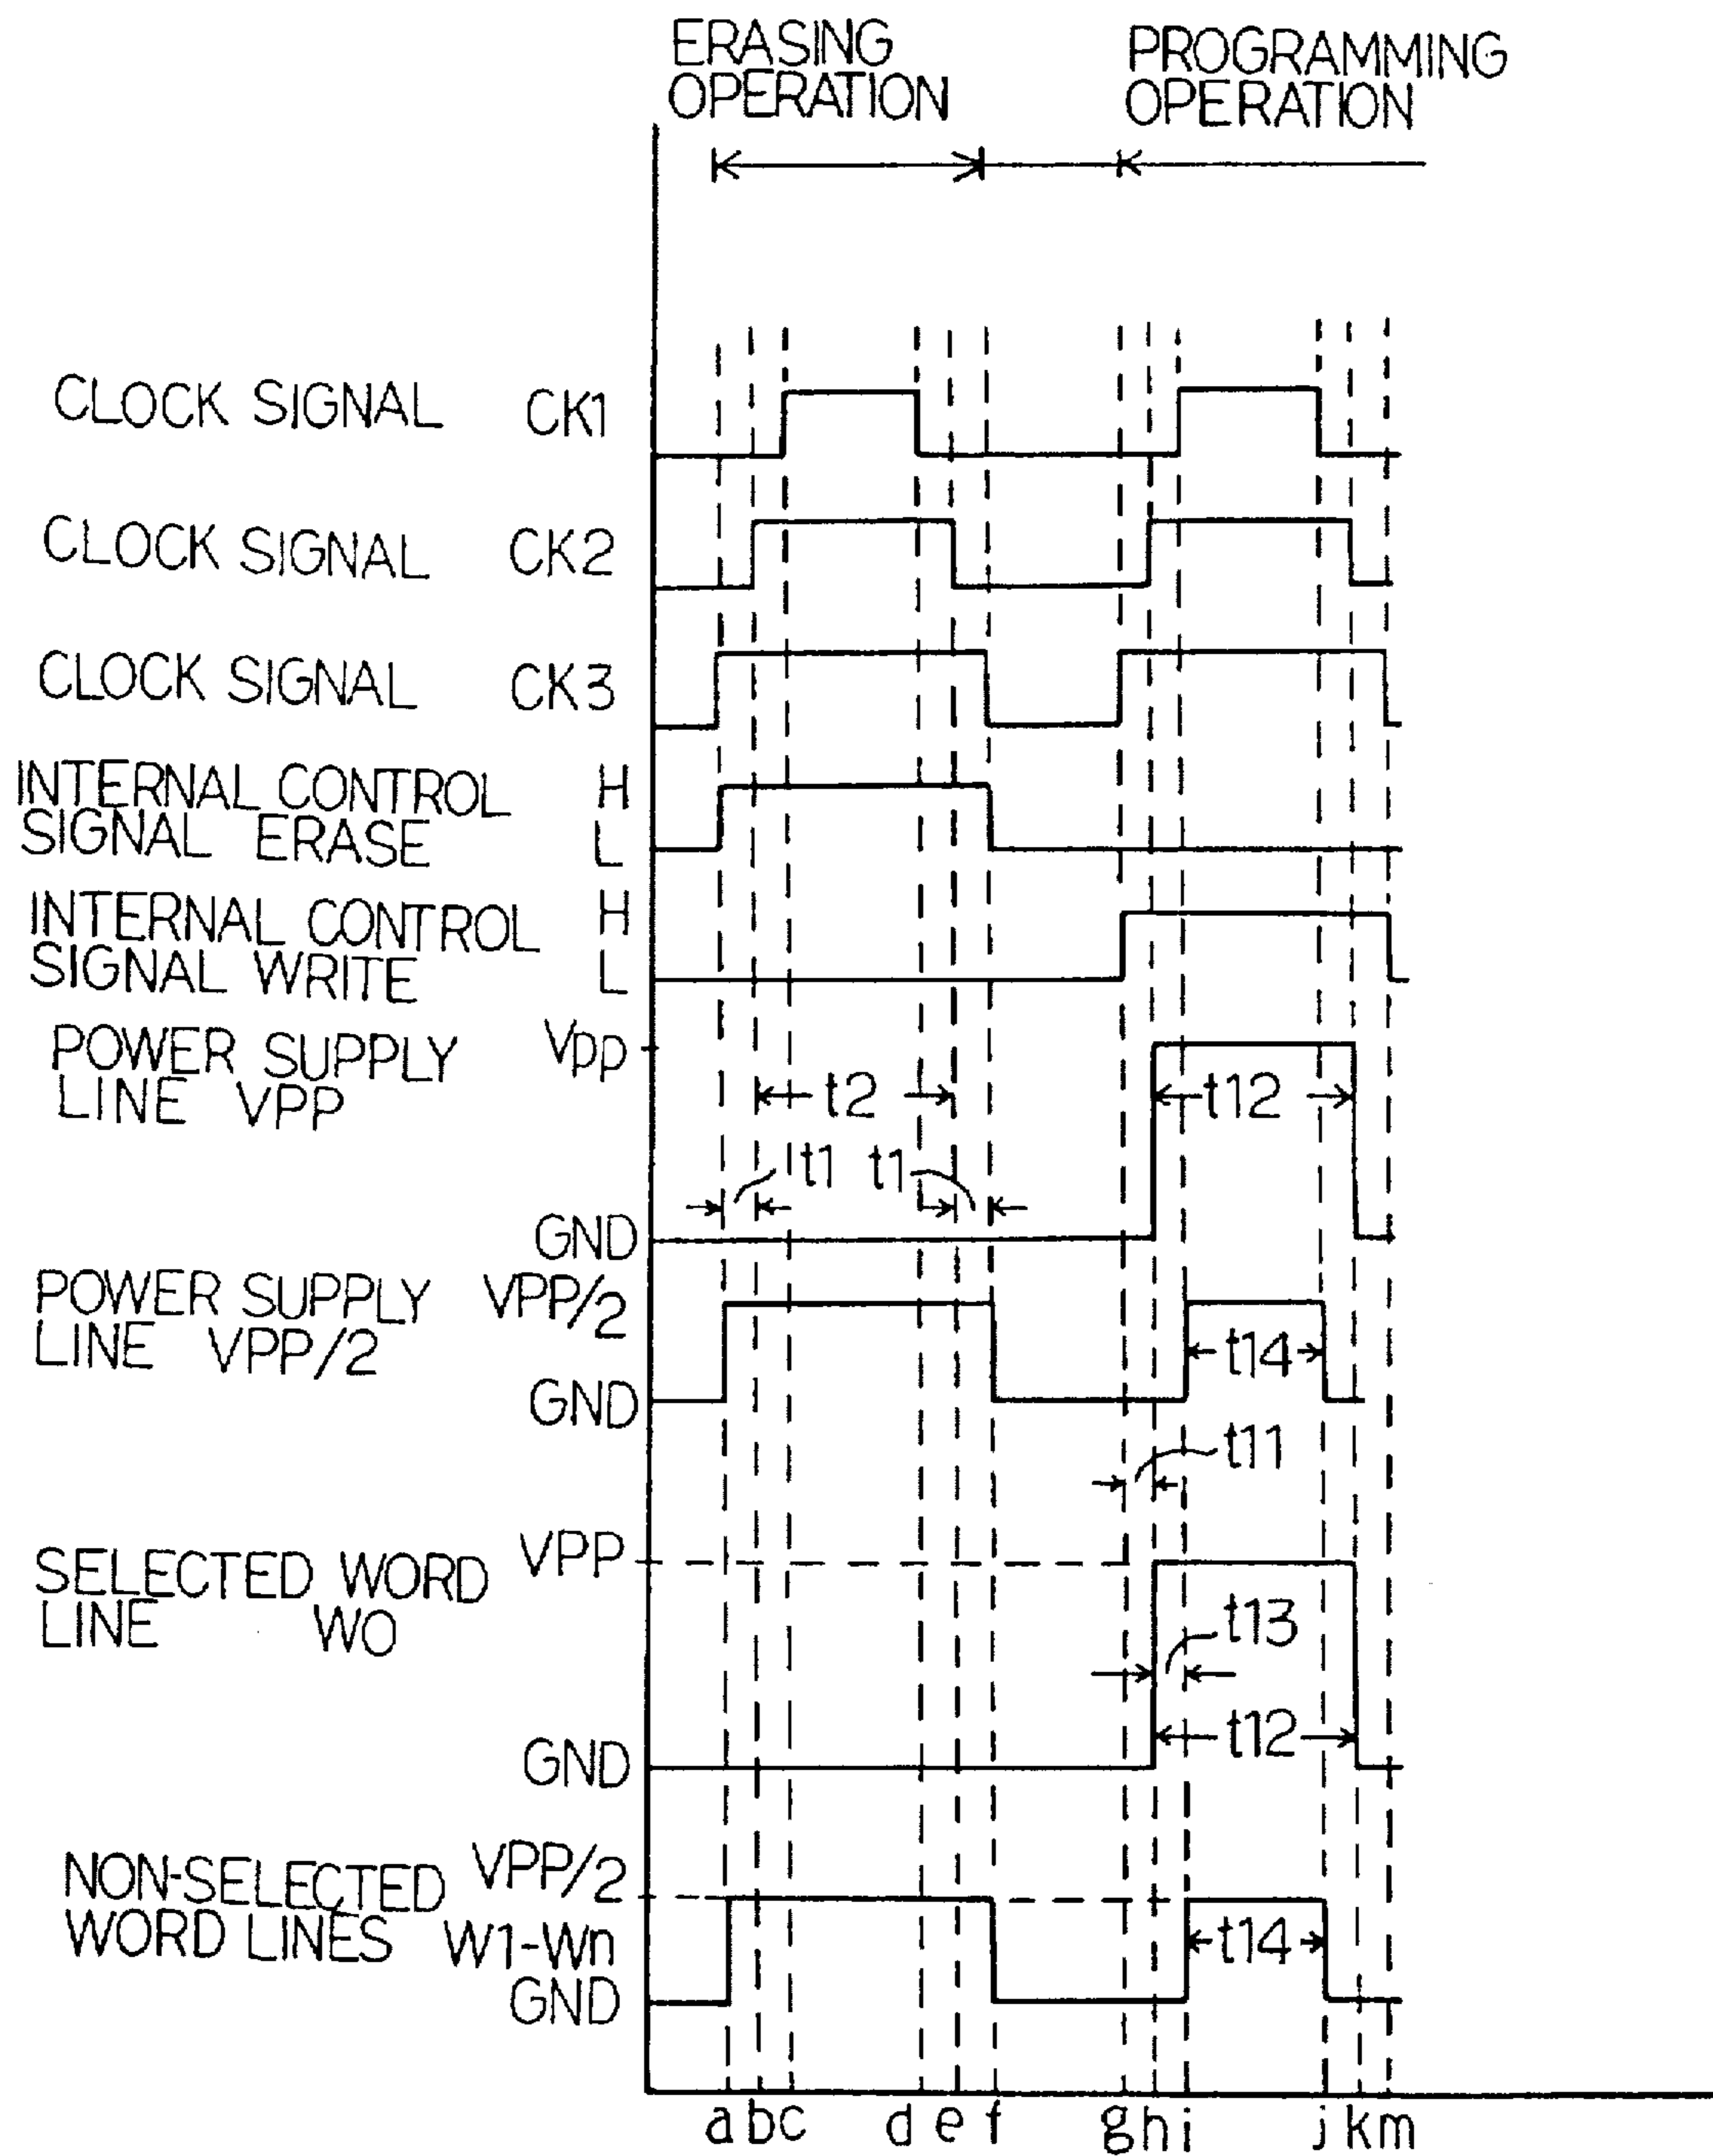 ERASING
OPERATION
PROGRAMMING
OPERATION
CLOCK SIGNAL CK1
CLOCK SIGNAL CK2
CLOCK SIGNAL CK3
INTERNAL CONTROL H
SIGNAL ERASE L
INTERNAL CONTROL H
SIGNAL WRITE L
POWER SUPPLY Vpp
LINE VPP
t2
t12
t1 t1
GND
POWER SUPPLY VPP/2
LINE VPP/2
t14
GND
t11
VPP
SELECTED WORD
LINE WO
t13
t12
GND
VPP/2
NON-SELECTED
WORD LINES W1-Wn
t14
GND
a b c d e f g h i j k m